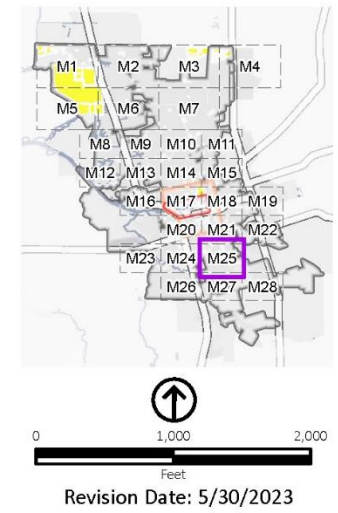 M1 M2 M3 M4
M5 M6 M7
M8 M9 M10 M11
M12 M13 M14 M15
M16 M17 M18 M19
M20 M21 M22
M23 M24 M25
M26 M27 M28
0 1,000 2,000
Feet
Revision Date: 5/30/2023